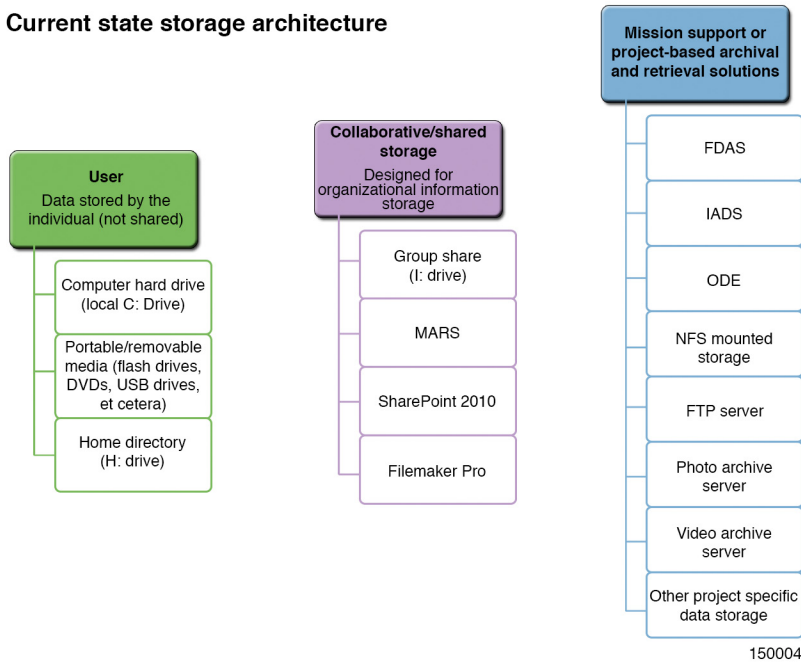 Current state storage architecture
User
Data stored by the
individual (not shared)
Computer hard drive
(local C: Drive)
Portable/removable
media (flash drives,
DVDs, USB drives,
et cetera)
Home directory
(H: drive)
Collaborative/shared
storage
Designed for
organizational information
storage
Group share
(I: drive)
MARS
SharePoint 2010
Filemaker Pro
Mission support or
project-based archival
and retrieval solutions
FDAS
IADS
ODE
NFS mounted
storage
FTP server
Photo archive
server
Video archive
server
Other project specific
data storage
150004